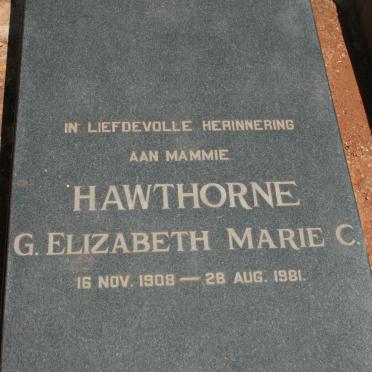 IN LIEFDEVOLLE HERINNERING
AAN MAMMIE
HAWTHORNE
G. ELIZABETH MARIE C.
16 NOV. 1908 — 28 AUG. 1981.